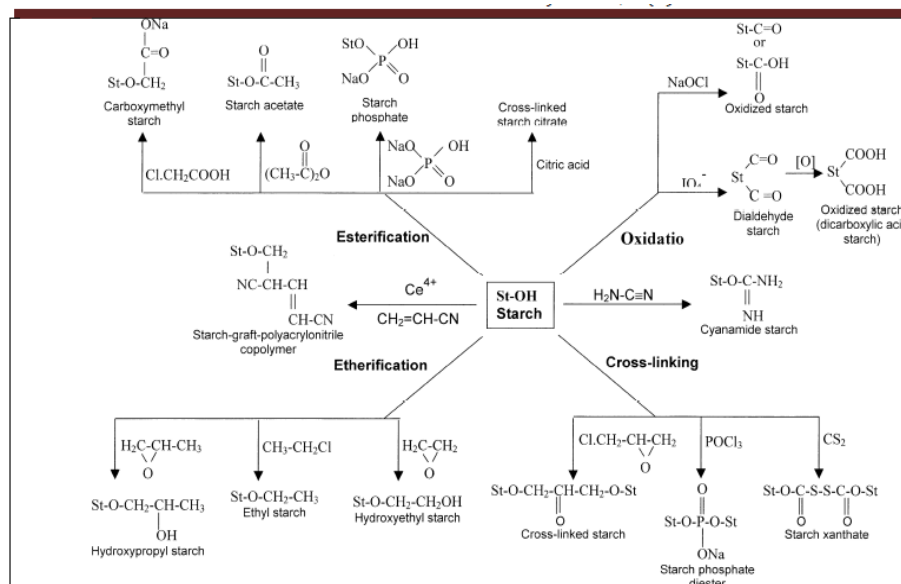 ONa
C=O
St-O-CH₂
Carboxymethyl
starch
O
St-O-C-CH₃
Starch acetate
StO OH
P
NaO O
Starch
phosphate
Cross-linked
starch citrate
St-C=O
or
St-C-OH
O
Oxidized starch
NaOCl
Cl.CH₂COOH
O
(CH₃-C)₂O
NaO OH
P
NaO O
Citric acid
IO₄⁻
C=O
St
C=O
Dialdehyde
starch
[O]
COOH
St
COOH
Oxidized starch
(dicarboxylic acid
starch)
Esterification
Oxidatio
St-O-CH₂
NC-CH-CH
CH-CN
Starch-graft-polyacrylonitrile
copolymer
Ce⁴⁺
CH₂=CH-CN
St-OH
Starch
H₂N-C≡N
St-O-C-NH₂
NH
Cyanamide starch
Etherification
Cross-linking
H₂C-CH-CH₃
O
CH₃-CH₂Cl
H₂C-CH₂
O
Cl.CH₂-CH-CH₂
O
POCl₃
CS₂
St-O-CH₂-CH-CH₃
OH
Hydroxypropyl starch
St-O-CH₂-CH₃
Ethyl starch
St-O-CH₂-CH₂OH
Hydroxyethyl starch
St-O-CH₂-C-CH₂-O-St
O
Cross-linked starch
O
St-O-P-O-St
ONa
Starch phosphate
diester
St-O-C-S-S-C-O-St
O O
Starch xanthate